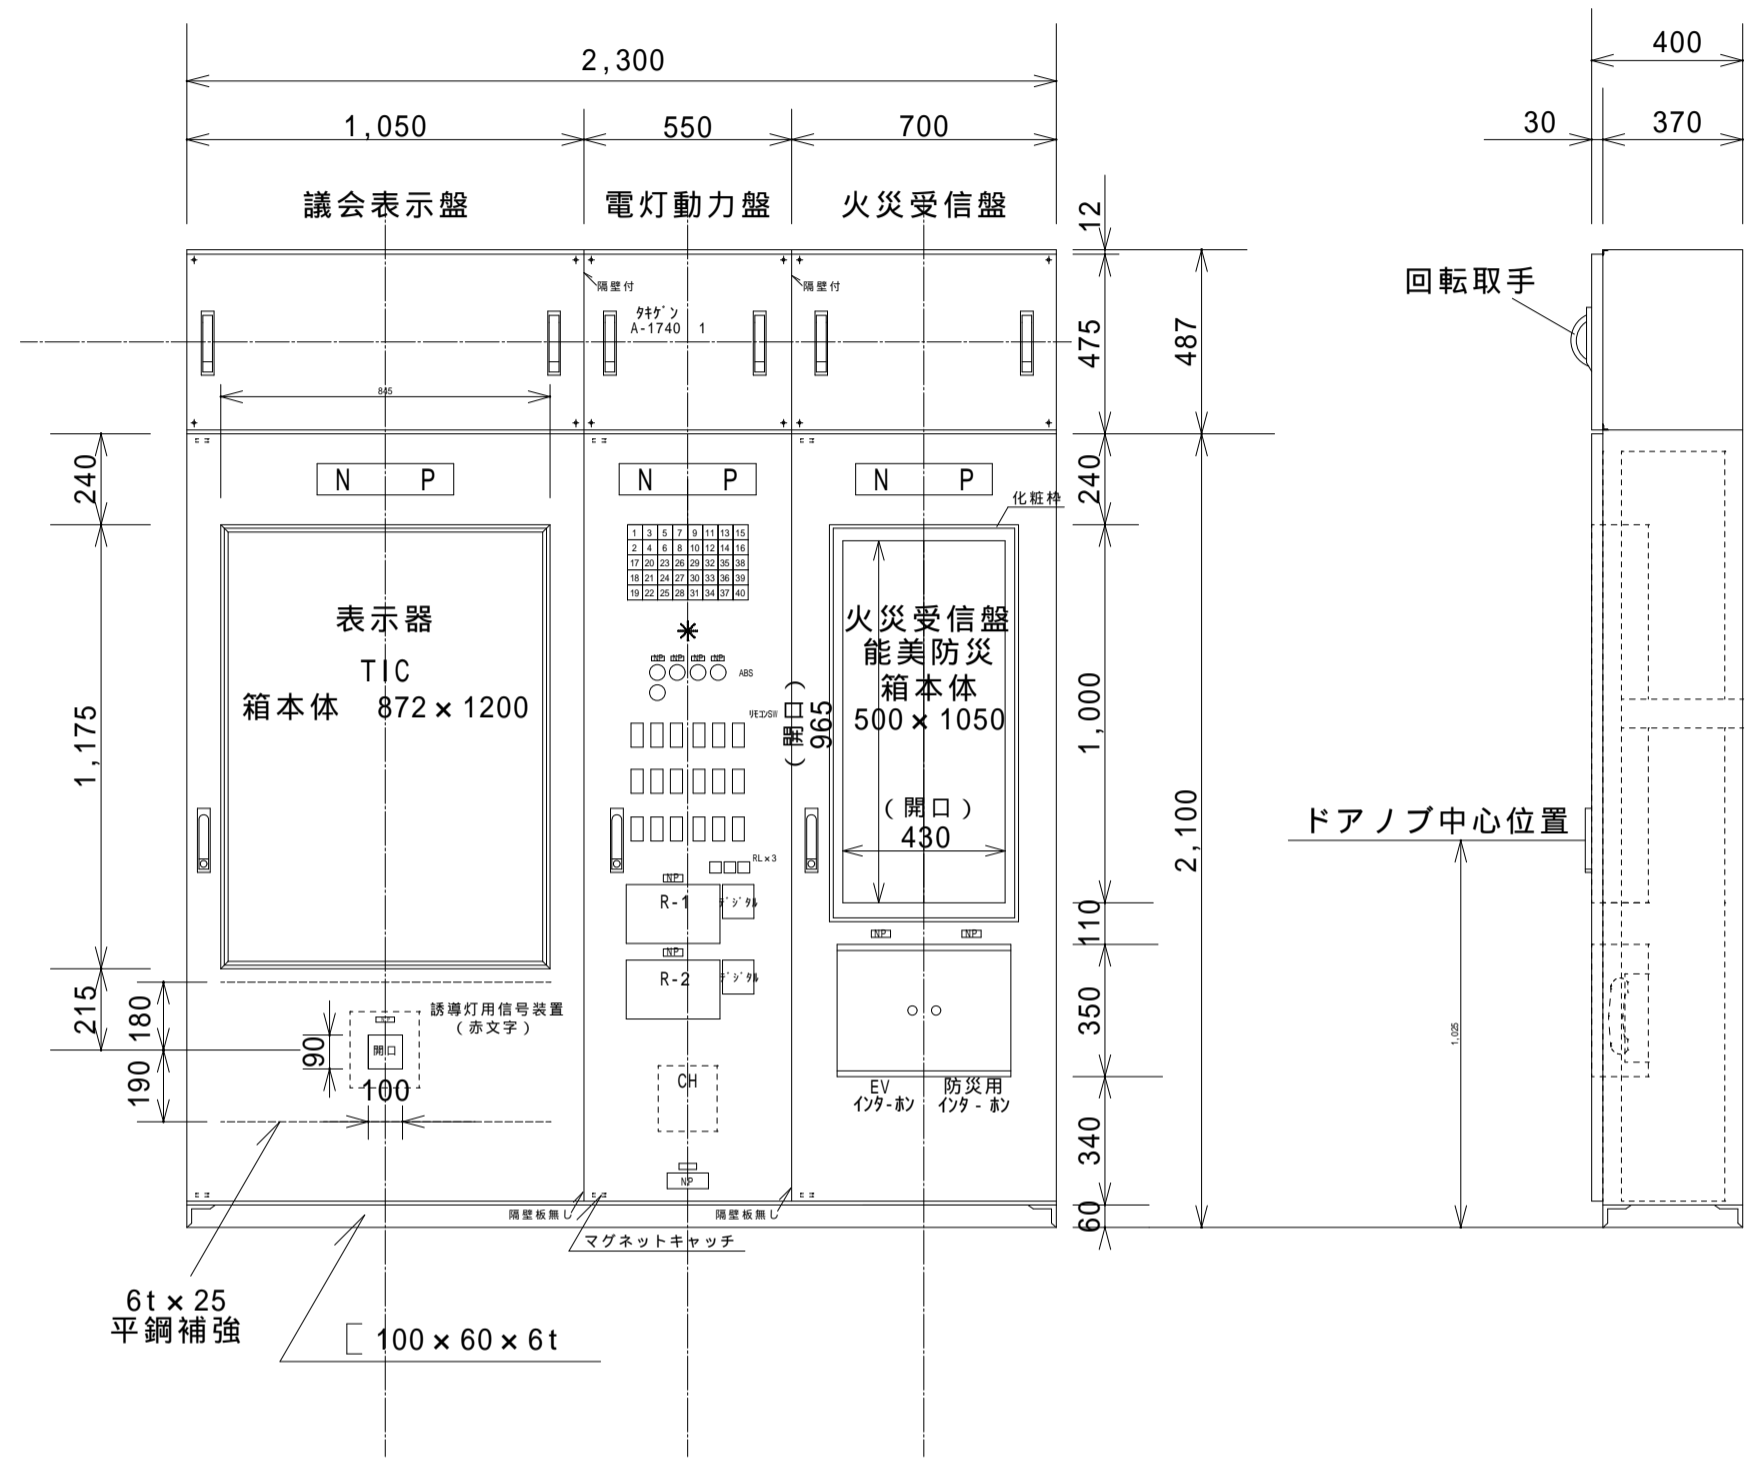 2,300
400
1,050
550
700
30
370
議会表示盤
電灯動力盤
火災受信盤
12
隔壁付
隔壁付
回転取手
タキゲン
A-1740 1
475
487
845
240
N P
N P
N P
240
化粧枠
1 3 5 7 9 11 13 15
2 4 6 8 10 12 14 16
17 20 23 26 29 32 35 38
18 21 24 27 30 33 36 39
19 22 25 28 31 34 37 40
表示器
TIC
箱本体 872×1200
火災受信盤
能美防災
箱本体
500×1050
NP NP NP NP
ABS
リモコンSW
(開口)
965
1,175
1,000
(開口)
430
2,100
ドアノブ中心位置
RL×3
NP
R-1
デジタル
NP
R-2
デジタル
NP
NP
110
215
180
誘導灯用信号装置
(赤文字)
NP
開口
90
100
190
350
1,025
CH
EV
インターホン
防災用
インターホン
340
NP
60
隔壁板無し
隔壁板無し
マグネットキャッチ
6t×25
平鋼補強
100×60×6t